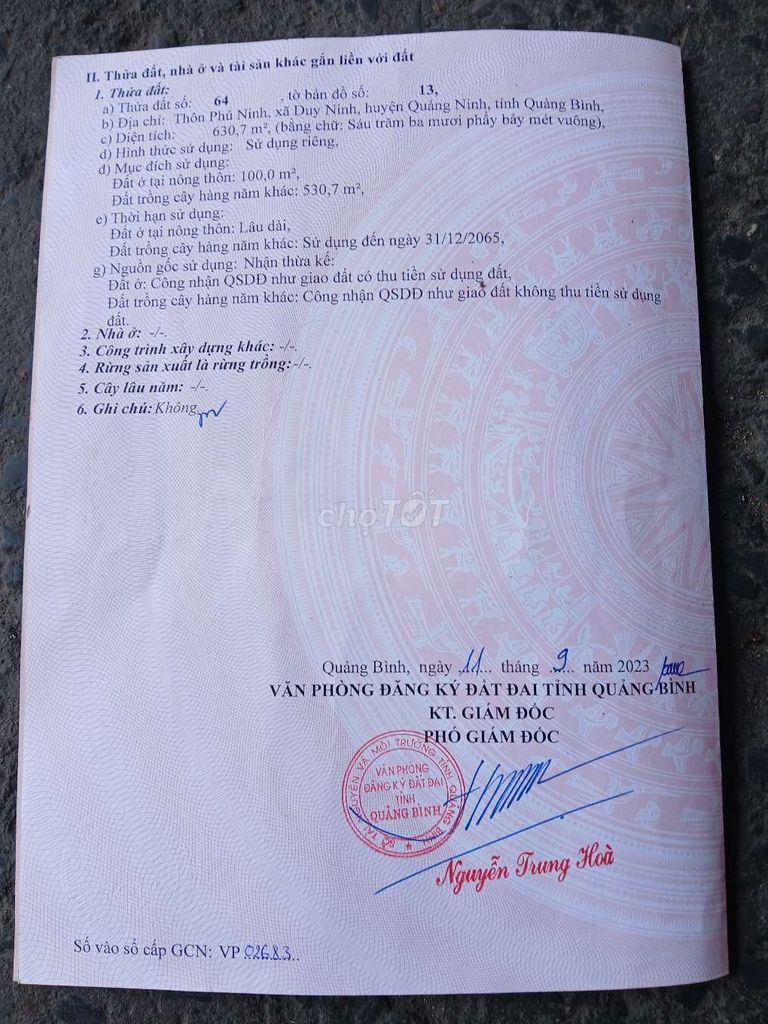 II. Thửa đất, nhà ở và tài sản khác gắn liền với đất
1. Thửa đất:
a) Thửa đất số: 64 , tờ bản đồ số: 13,
b) Địa chỉ: Thôn Phú Ninh, xã Duy Ninh, huyện Quảng Ninh, tỉnh Quảng Bình,
c) Diện tích: 630,7 m², (bằng chữ: Sáu trăm ba mươi phẩy bảy mét vuông),
d) Hình thức sử dụng: Sử dụng riêng,
đ) Mục đích sử dụng:
Đất ở tại nông thôn: 100,0 m²,
Đất trồng cây hàng năm khác: 530,7 m²,
e) Thời hạn sử dụng:
Đất ở tại nông thôn: Lâu dài,
Đất trồng cây hàng năm khác: Sử dụng đến ngày 31/12/2065,
g) Nguồn gốc sử dụng: Nhận thừa kế:
Đất ở: Công nhận QSDĐ như giao đất có thu tiền sử dụng đất,
Đất trồng cây hàng năm khác: Công nhận QSDĐ như giao đất không thu tiền sử dụng
đất.
2. Nhà ở: -/-.
3. Công trình xây dựng khác: -/-.
4. Rừng sản xuất là rừng trồng: -/-.
5. Cây lâu năm: -/-.
6. Ghi chú: Không.
chợTỐT
Quảng Bình, ngày 11 tháng 9 năm 2023
VĂN PHÒNG ĐĂNG KÝ ĐẤT ĐAI TỈNH QUẢNG BÌNH
KT. GIÁM ĐỐC
PHÓ GIÁM ĐỐC
SỞ TÀI NGUYÊN VÀ MÔI TRƯỜNG TỈNH QUẢNG BÌNH
VĂN PHÒNG
ĐĂNG KÝ ĐẤT ĐAI
TỈNH
QUẢNG BÌNH
Nguyễn Trung Hoà
Số vào sổ cấp GCN: VP 02683